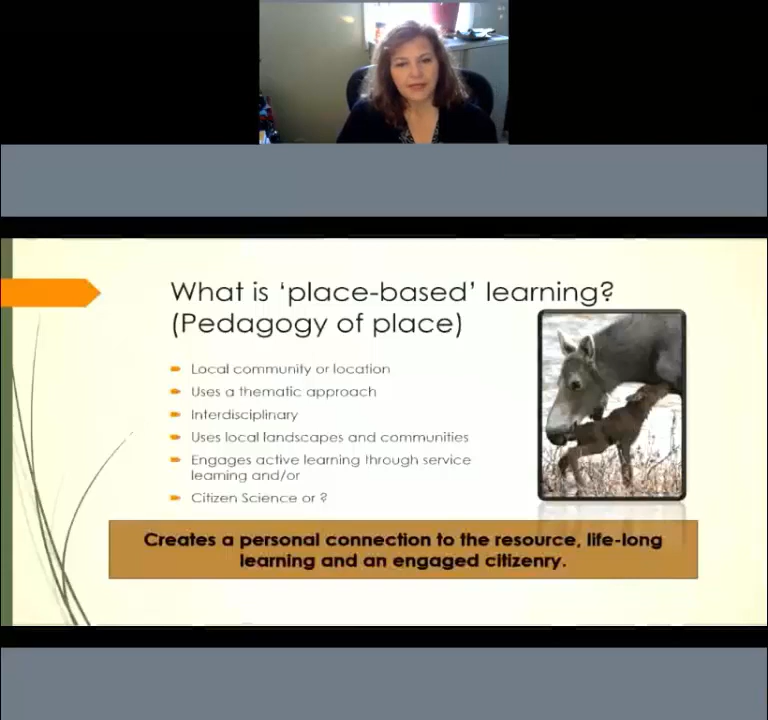 What is ‘place-based’ learning?
(Pedagogy of place)
Local community or location
Uses a thematic approach
Interdisciplinary
Uses local landscapes and communities
Engages active learning through service
learning and/or
Citizen Science or ?
Creates a personal connection to the resource, life-long
learning and an engaged citizenry.